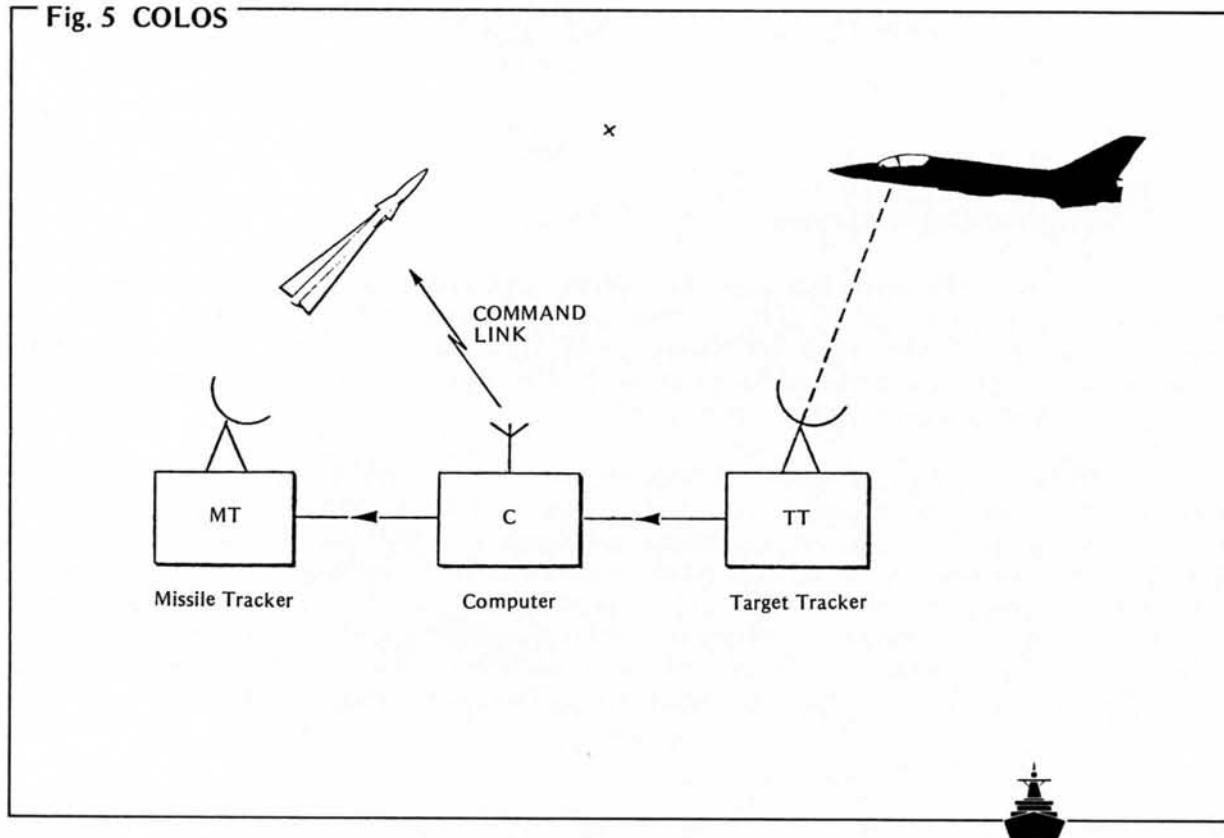 Fig. 5 COLOS
×
COMMAND
LINK
MT
C
TT
Missile Tracker
Computer
Target Tracker